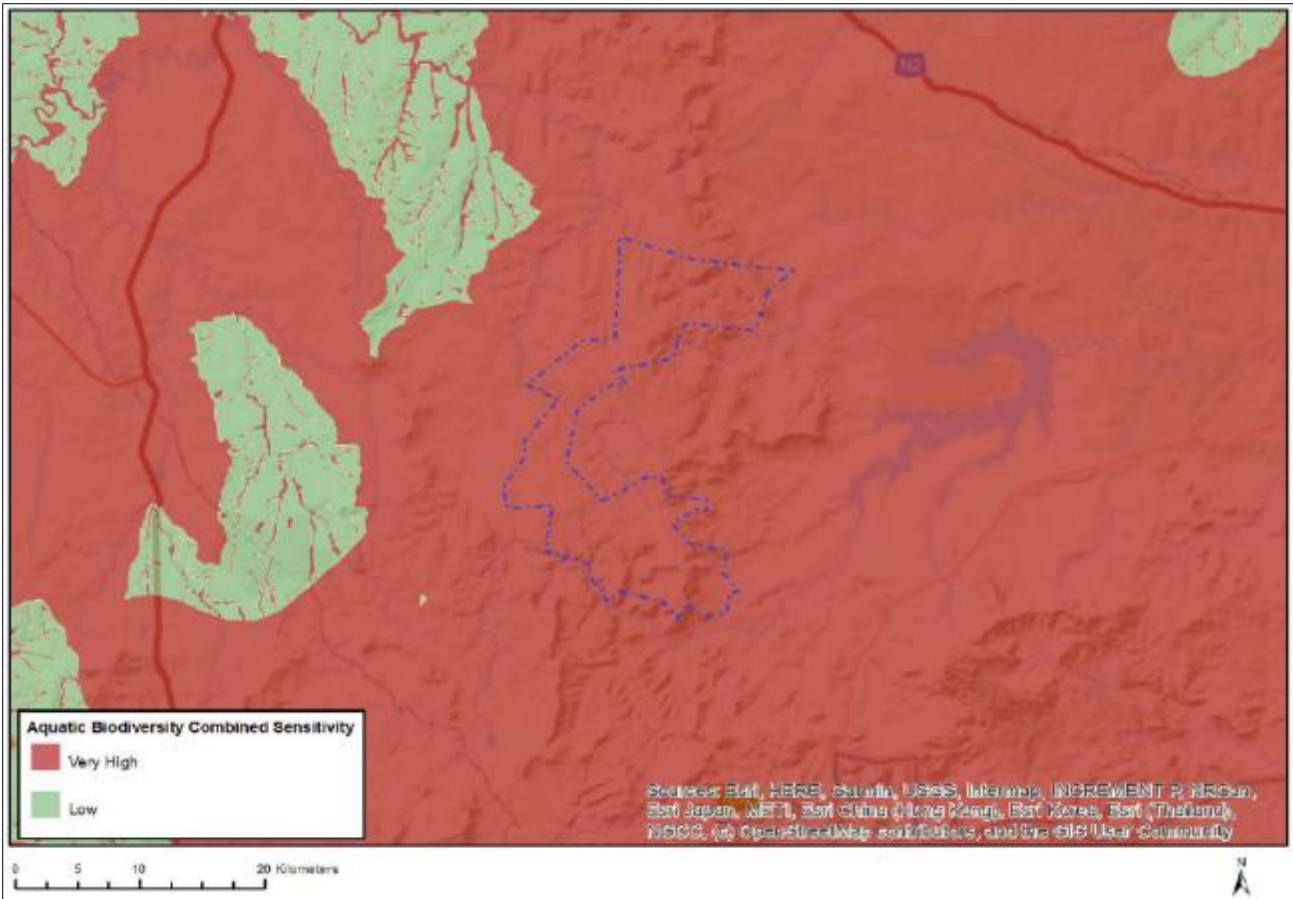 Aquatic Biodiversity Combined Sensitivity
Very High
Low
Sources: Esri, HERE, Garmin, USGS, Intermap, INCREMENT P, NRCan,
Esri Japan, METI, Esri China (Hong Kong), Esri Korea, Esri (Thailand),
NGCC, (c) OpenStreetMap contributors, and the GIS User Community
0 5 10 20 Kilometers
N